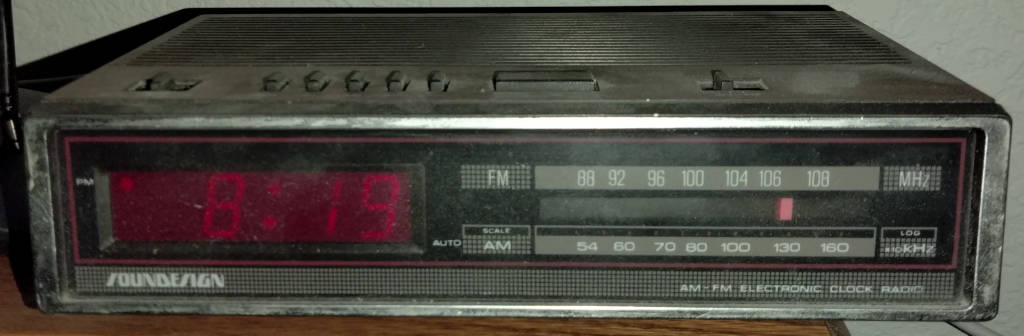 FM 88 92 96 100 104 106 108 MHz
PM 8:19
SCALE LOG
AUTO AM 54 60 70 80 100 130 160 x10kHz
SOUNDESIGN
AM-FM ELECTRONIC CLOCK RADIO